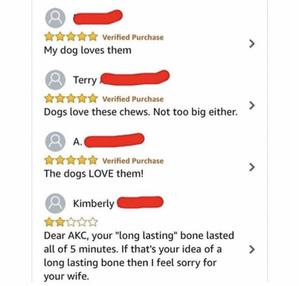 Verified Purchase
My dog loves them
Terry
Verified Purchase
Dogs love these chews. Not too big either.
A.
Verified Purchase
The dogs LOVE them!
Kimberly
Dear AKC, your "long lasting" bone lasted
all of 5 minutes. If that's your idea of a
long lasting bone then I feel sorry for
your wife.